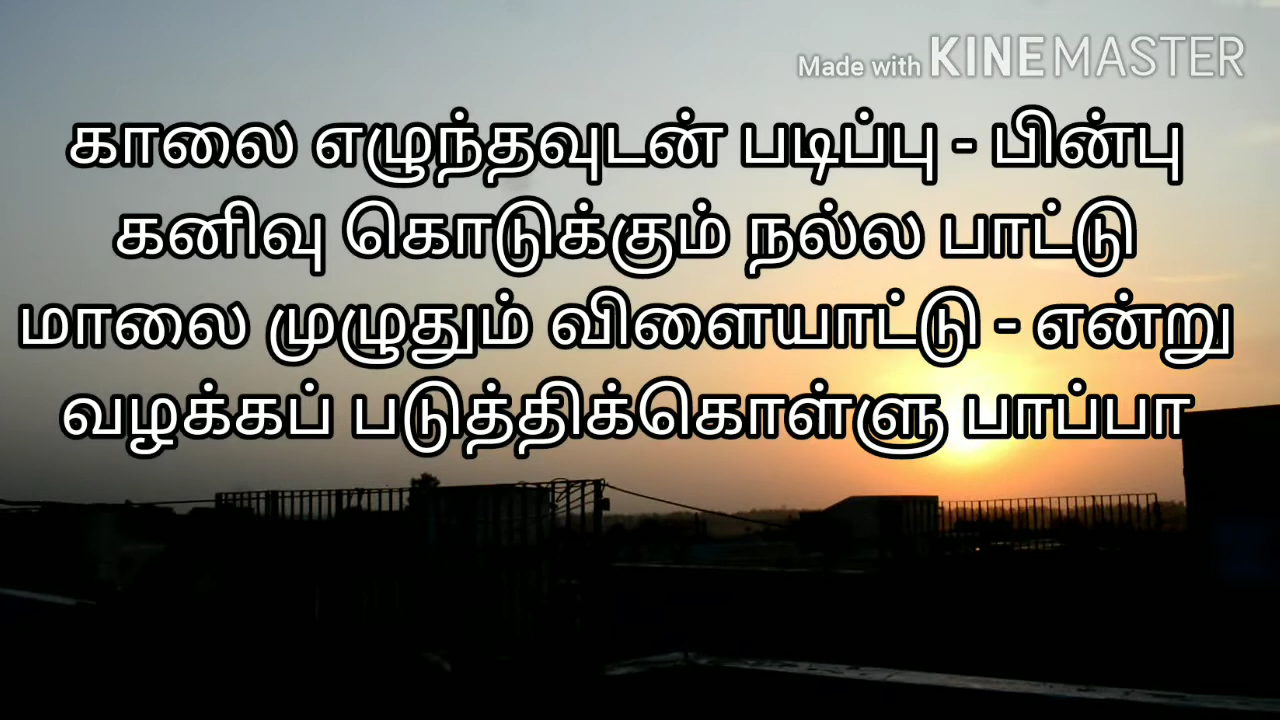 Made with KINEMASTER
காலை எழுந்தவுடன் படிப்பு - பின்பு
கனிவு கொடுக்கும் நல்ல பாட்டு
மாலை முழுதும் விளையாட்டு - என்று
வழக்கப் படுத்திக்கொள்ளு பாப்பா